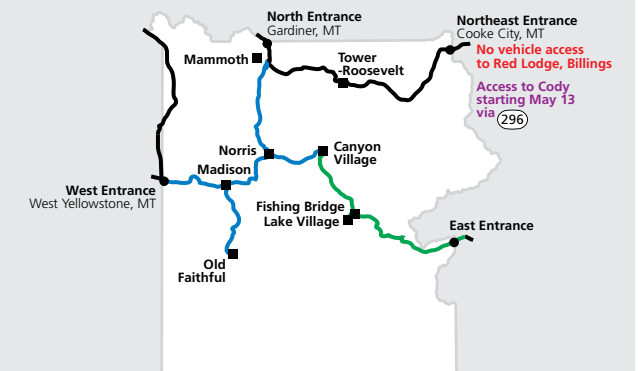 North Entrance
Gardiner, MT
Northeast Entrance
Cooke City, MT
No vehicle access
to Red Lodge, Billings
Mammoth
Tower
-Roosevelt
Access to Cody
starting May 13
via 296
Norris
Canyon
Village
Madison
West Entrance
West Yellowstone, MT
Fishing Bridge
Lake Village
East Entrance
Old
Faithful